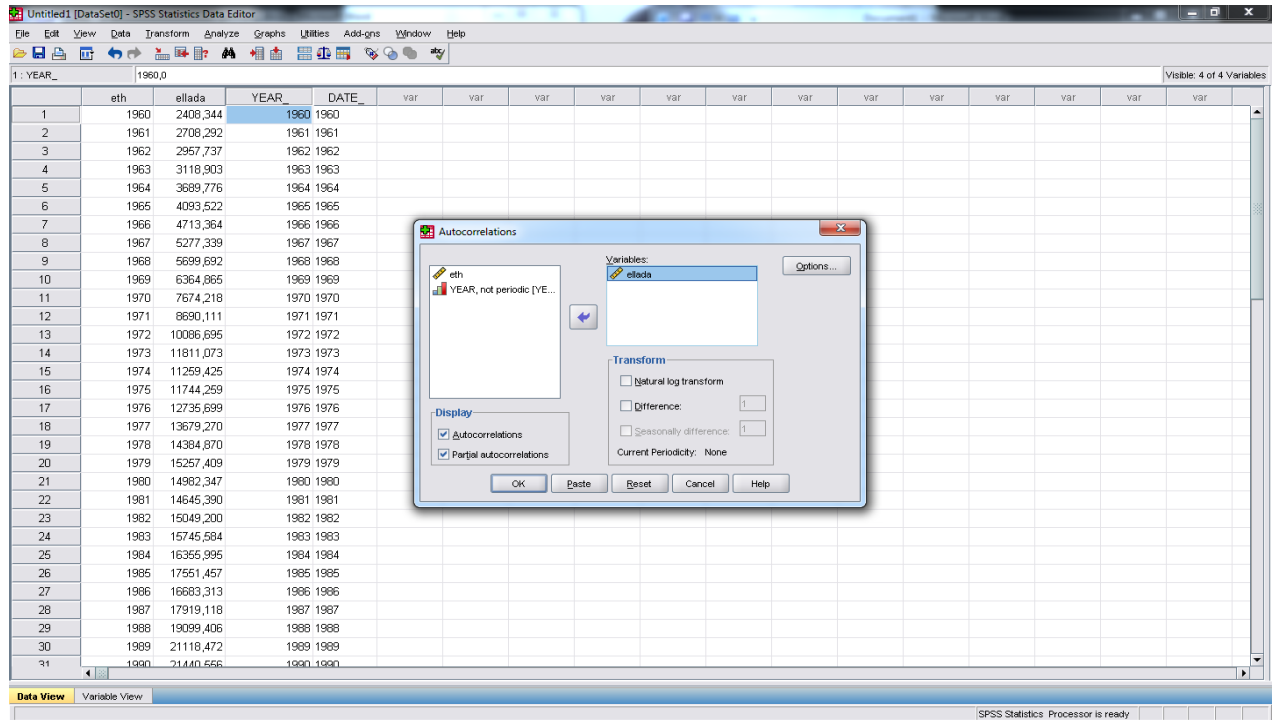 Untitled1 [DataSet0] - SPSS Statistics Data Editor
File Edit View Data Transform Analyze Graphs Utilities Add-ons Window Help
1 : YEAR_ 1960,0 Visible: 4 of 4 Variables
eth ellada YEAR_ DATE_ var var var var var var var var var var var var var
1 1960 2408,344 1960 1960
2 1961 2708,292 1961 1961
3 1962 2957,737 1962 1962
4 1963 3118,903 1963 1963
5 1964 3689,776 1964 1964
6 1965 4093,522 1965 1965
7 1966 4713,364 1966 1966
8 1967 5277,339 1967 1967
9 1968 5699,692 1968 1968
10 1969 6364,865 1969 1969
11 1970 7674,218 1970 1970
12 1971 8690,111 1971 1971
13 1972 10086,695 1972 1972
14 1973 11811,073 1973 1973
15 1974 11259,425 1974 1974
16 1975 11744,259 1975 1975
17 1976 12735,699 1976 1976
18 1977 13679,270 1977 1977
19 1978 14384,870 1978 1978
20 1979 15257,409 1979 1979
21 1980 14982,347 1980 1980
22 1981 14645,390 1981 1981
23 1982 15049,200 1982 1982
24 1983 15745,584 1983 1983
25 1984 16355,995 1984 1984
26 1985 17551,457 1985 1985
27 1986 16683,313 1986 1986
28 1987 17919,118 1987 1987
29 1988 19099,406 1988 1988
30 1989 21118,472 1989 1989
31 1990 21440,556 1990 1990
Autocorrelations
Variables:
eth
YEAR, not periodic [YE...
ellada
Options...
Transform
Natural log transform
Difference: 1
Seasonally difference: 1
Current Periodicity: None
Display
Autocorrelations
Partial autocorrelations
OK Paste Reset Cancel Help
Data View Variable View
SPSS Statistics Processor is ready